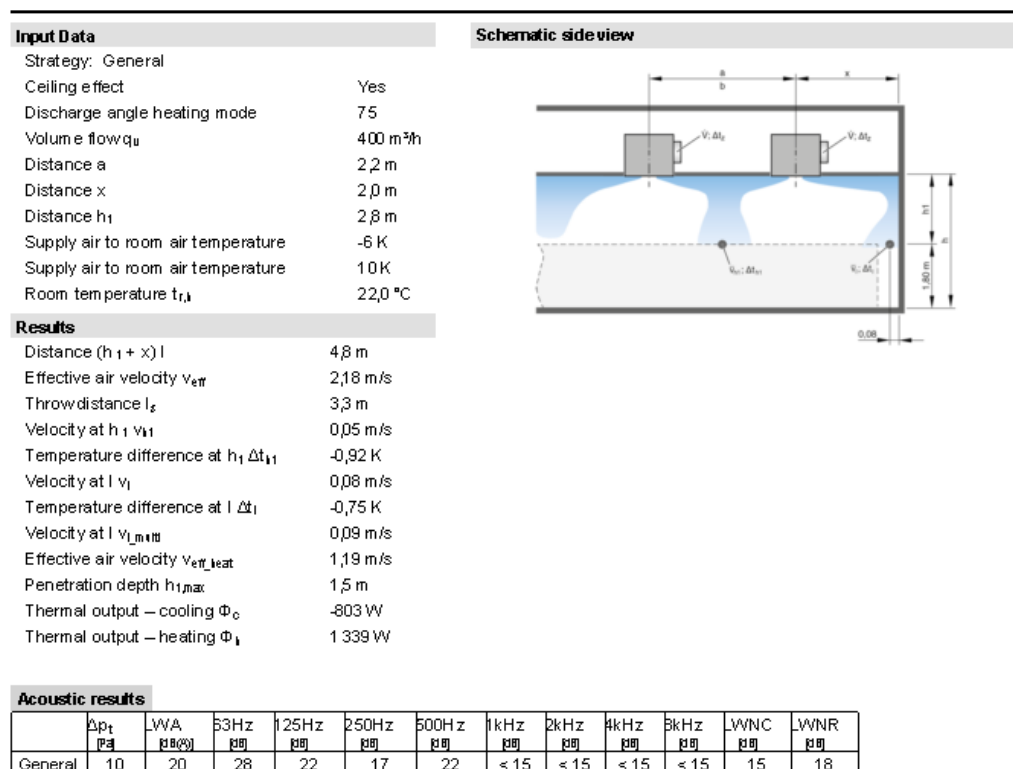 Input Data
Strategy: General
Ceiling effect Yes
Discharge angle heating mode 75
Volume flow qu 400 m³/h
Distance a 2,2 m
Distance x 2,0 m
Distance h1 2,8 m
Supply air to room air temperature -6 K
Supply air to room air temperature 10 K
Room temperature tr,h 22,0 °C
Results
Distance (h1 + x) l 4,8 m
Effective air velocity veff 2,18 m/s
Throw distance ls 3,3 m
Velocity at h1 vh1 0,05 m/s
Temperature difference at h1 Δth1 -0,92 K
Velocity at l vl 0,08 m/s
Temperature difference at l Δtl -0,75 K
Velocity at l vl_multi 0,09 m/s
Effective air velocity veff_heat 1,19 m/s
Penetration depth h1,max 1,5 m
Thermal output – cooling Φc -803 W
Thermal output – heating Φh 1 339 W
Schematic side view
a x
b
V̇; Δtz V̇; Δtz
h1
h
v̄h1; Δth1 v̄l; Δtl
1,80 m
0,08
Acoustic results
Δpt LWA 63Hz 125Hz 250Hz 500Hz 1kHz 2kHz 4kHz 8kHz LWNC LWNR
[Pa] [dB(A)] [dB] [dB] [dB] [dB] [dB] [dB] [dB] [dB] [dB] [dB]
General 10 20 28 22 17 22 < 15 < 15 < 15 < 15 15 18